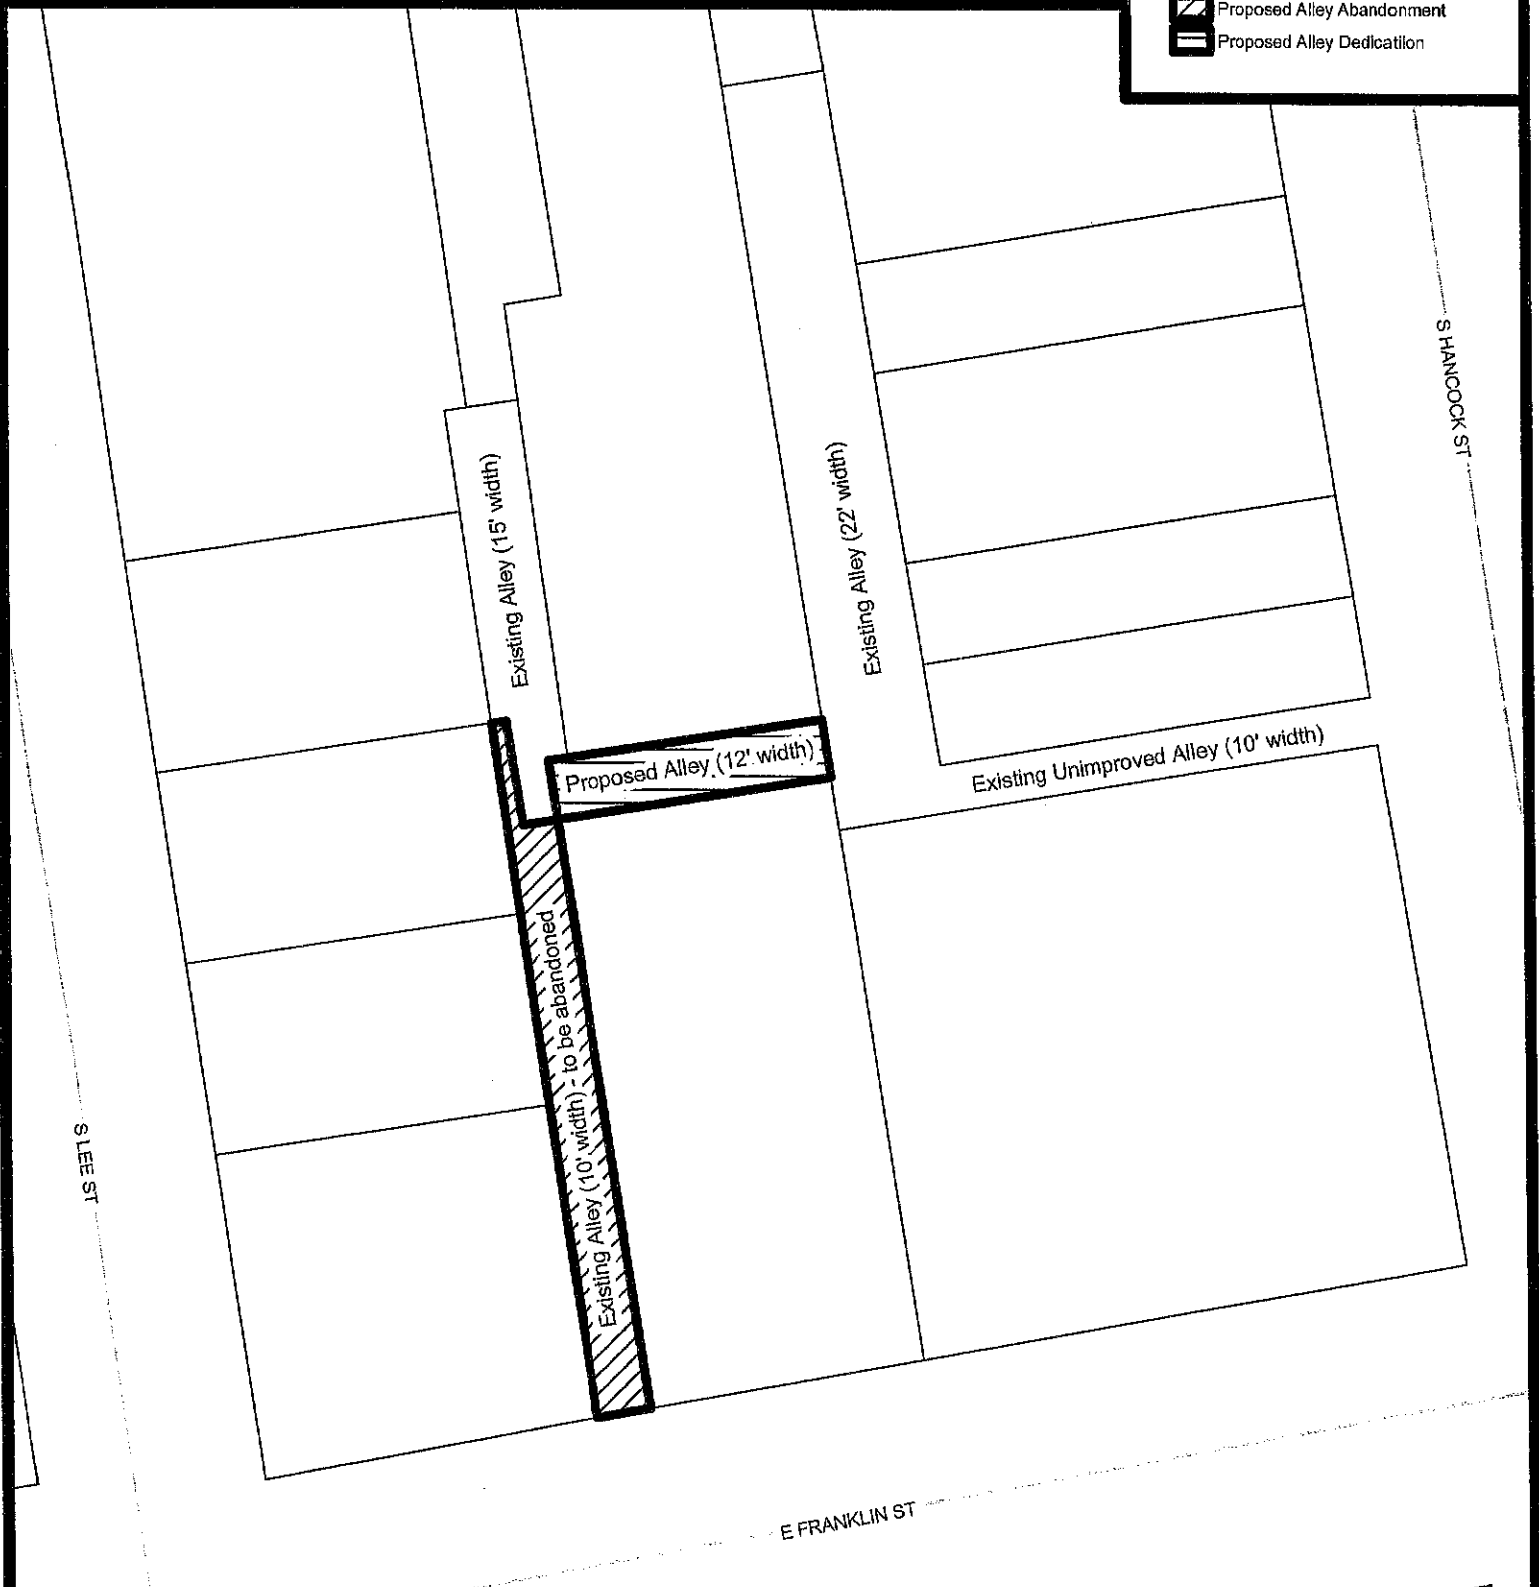 Proposed Alley Abandonment
Proposed Alley Dedicatiion
S HANCOCK ST
Existing Alley (15' width)
Existing Alley (22' width)
Proposed Alley (12' width)
Existing Unimproved Alley (10' width)
Existing Alley (10' width) - to be abandoned
S LEE ST
E FRANKLIN ST